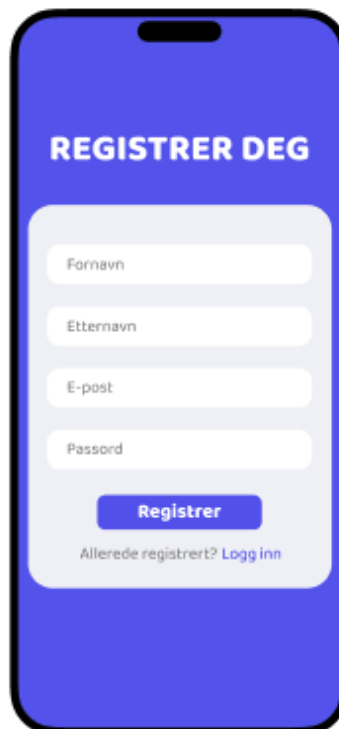 REGISTRER DEG
Fornavn
Etternavn
E-post
Passord
Registrer
Allerede registrert? Logg inn